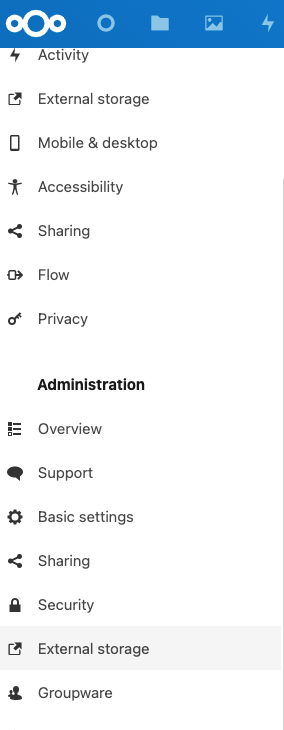 Activity
External storage
Mobile & desktop
Accessibility
Sharing
Flow
Privacy
Administration
Overview
Support
Basic settings
Sharing
Security
External storage
Groupware